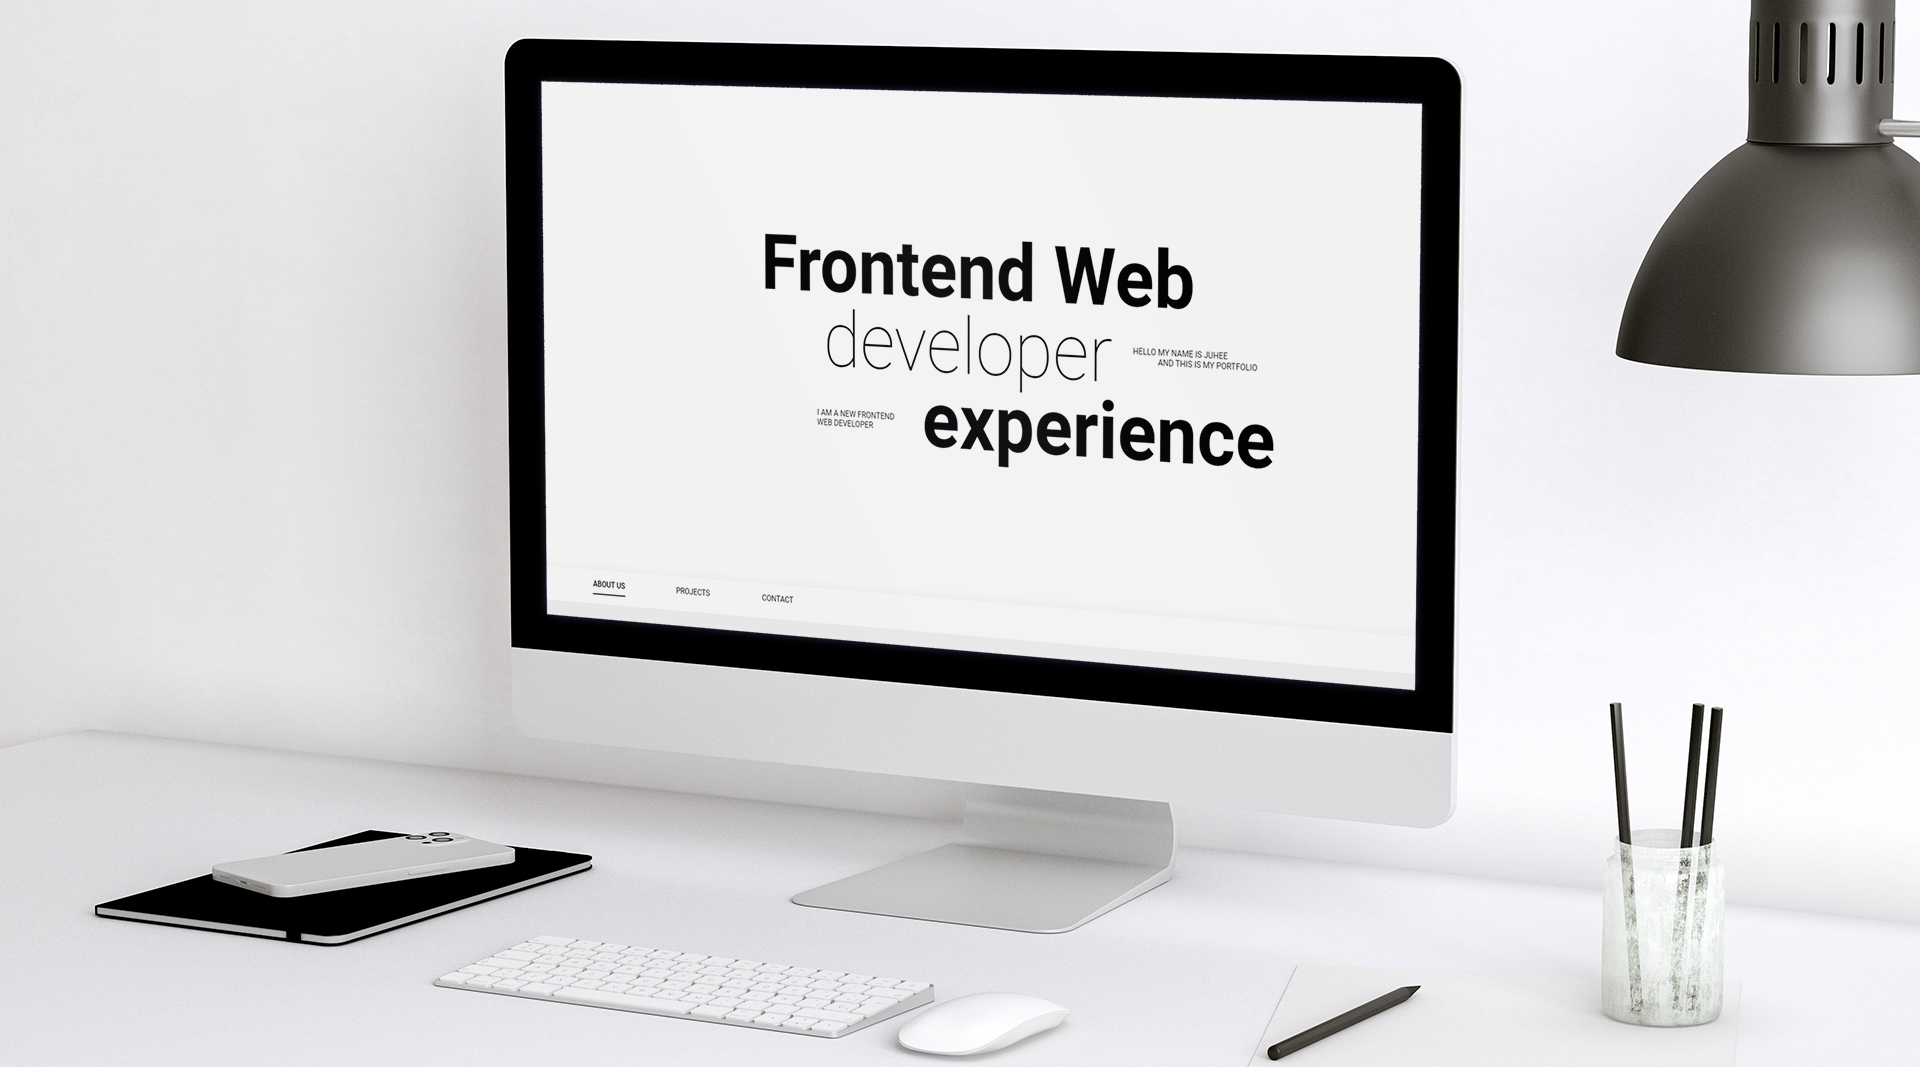 Frontend Web
developer
HELLO MY NAME IS JUHEE
AND THIS IS MY PORTFOLIO
I AM A NEW FRONTEND
WEB DEVELOPER
experience
ABOUT US
PROJECTS
CONTACT